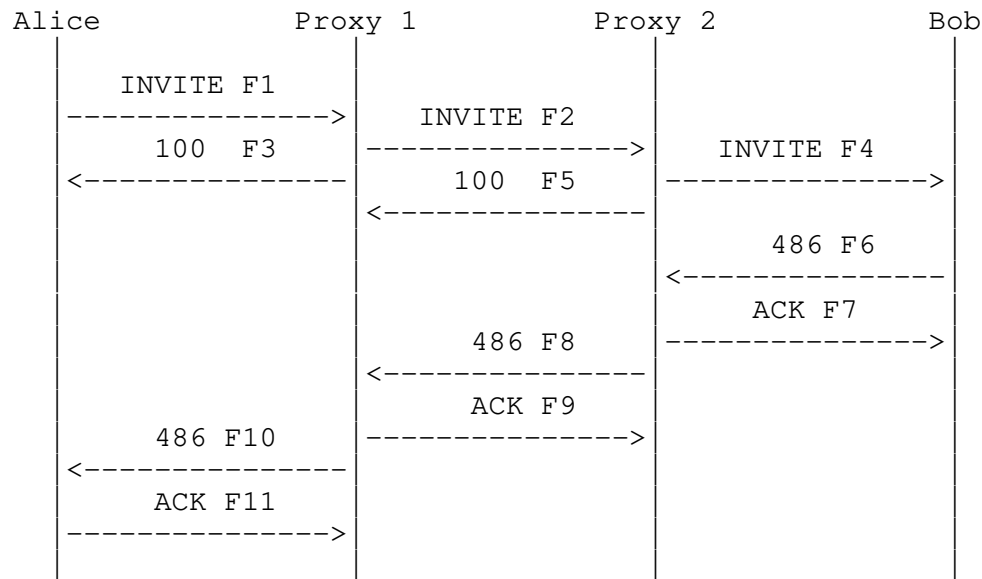 Alice Proxy 1 Proxy 2 Bob
INVITE F1
INVITE F2
100 F3
INVITE F4
100 F5
486 F6
ACK F7
486 F8
ACK F9
486 F10
ACK F11